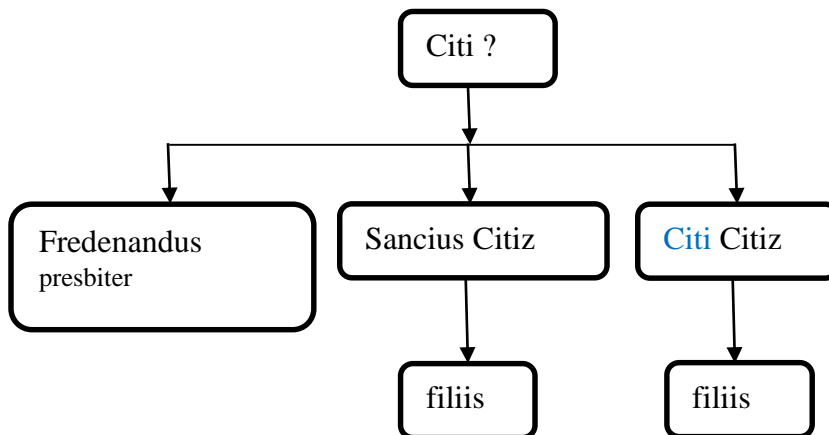 Citi ?
Fredenandus
presbiter
Sancius Citiz
Citi Citiz
filiis
filiis